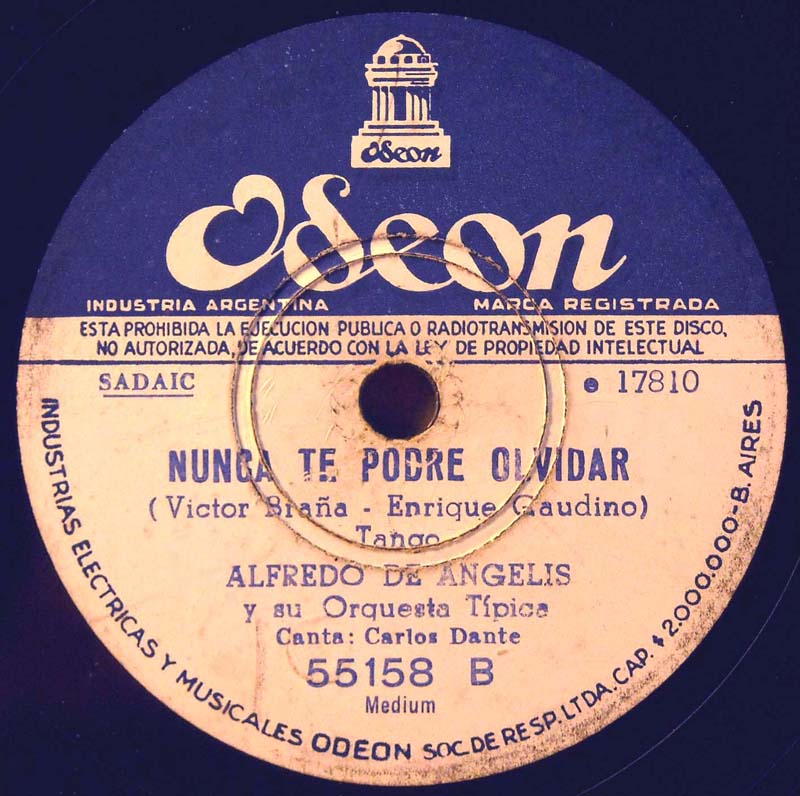 Odeon
Odeon
INDUSTRIA ARGENTINA MARCA REGISTRADA
ESTA PROHIBIDA LA EJECUCION PUBLICA O RADIOTRANSMISION DE ESTE DISCO,
NO AUTORIZADA, DE ACUERDO CON LA LEY DE PROPIEDAD INTELECTUAL
SADAIC e 17810
NUNCA TE PODRE OLVIDAR
(Victor Braña - Enrique Gaudino)
Tango
ALFREDO DE ANGELIS
y su Orquesta Típica
Canta: Carlos Dante
55158 B
Medium
INDUSTRIAS ELECTRICAS Y MUSICALES ODEON SOC. DE RESP. LTDA. CAP. $ 2.000.000-B. AIRES